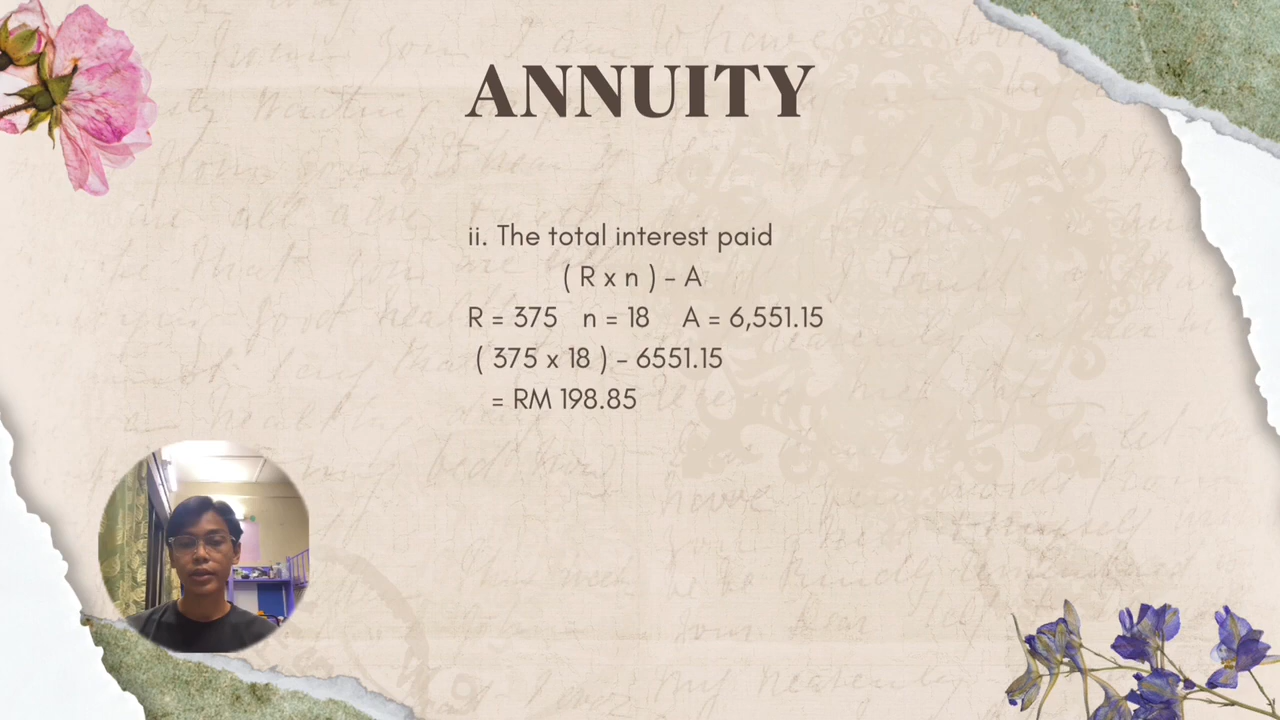 ANNUITY
ii. The total interest paid
( R x n ) - A
R = 375 n = 18 A = 6,551.15
( 375 x 18 ) - 6551.15
= RM 198.85